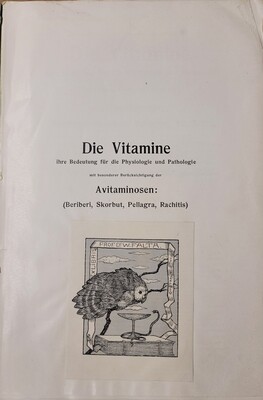 Die Vitamine
ihre Bedeutung für die Physiologie und Pathologie
mit besonderer Berücksichtigung der
Avitaminosen:
(Beriberi, Skorbut, Pellagra, Rachitis)
PROF. D.W. FALTA